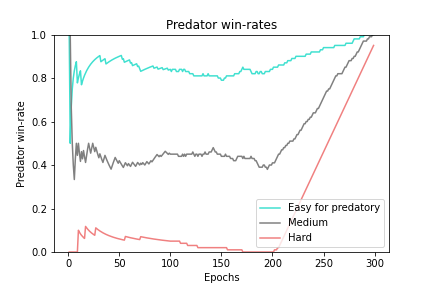 Predator win-rates
Predator win-rate
1.0
0.8
0.6
0.4
0.2
0.0
0
50
100
150
200
250
300
Epochs
Easy for predatory
Medium
Hard